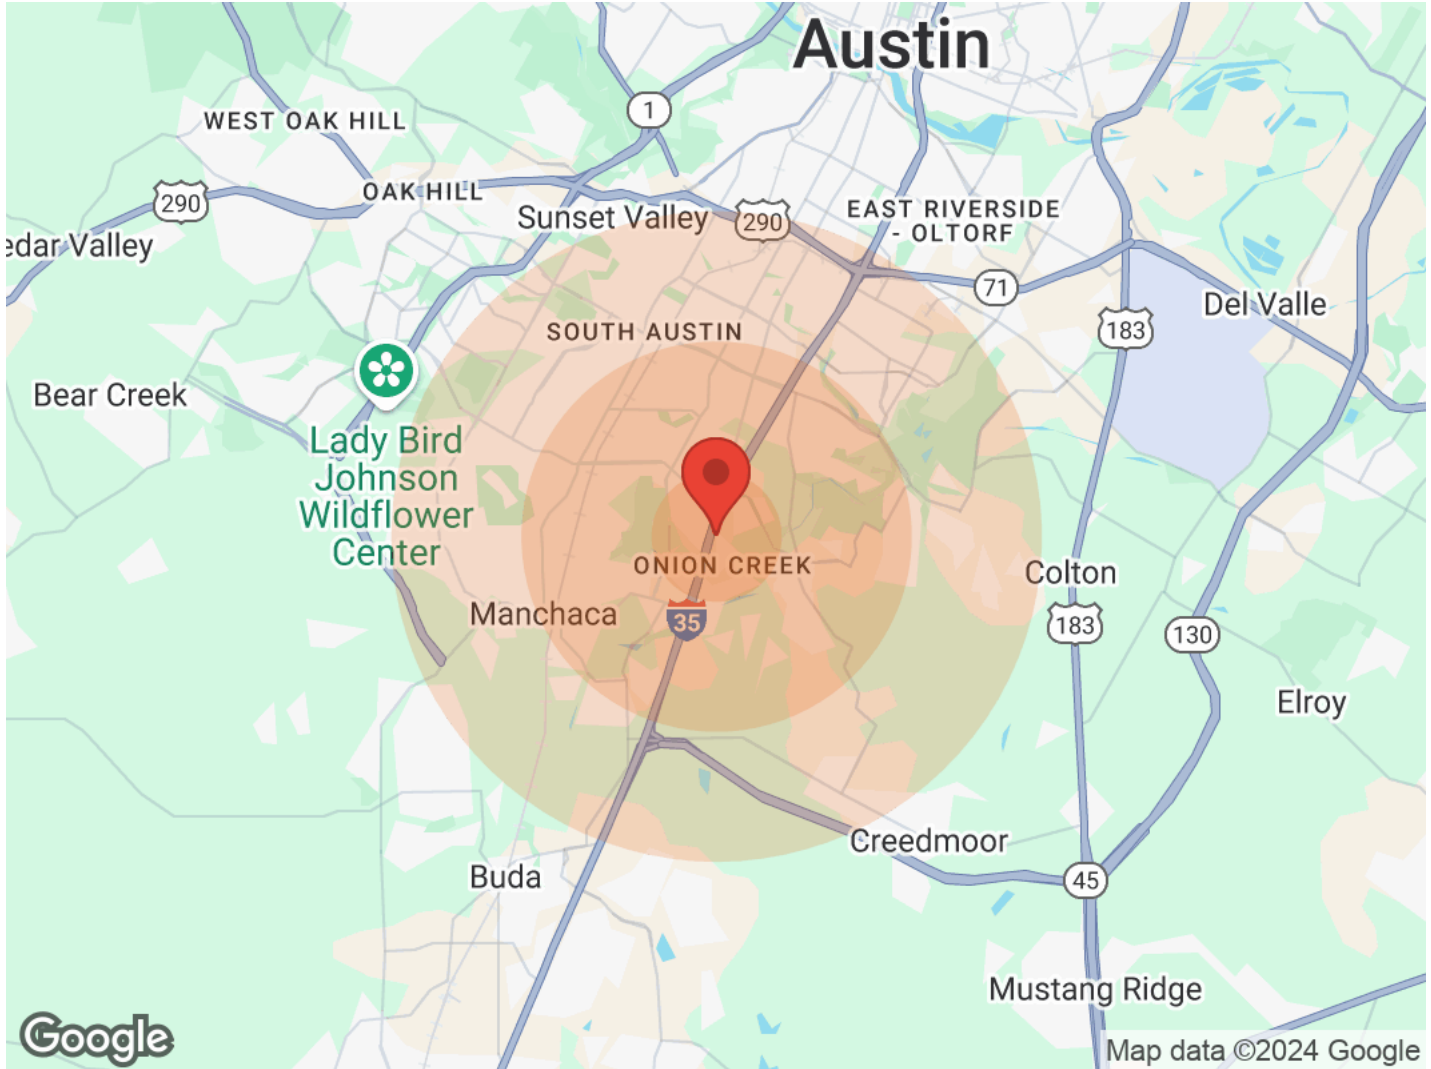 Austin
1
WEST OAK HILL
OAK HILL
290
Sunset Valley
290
EAST RIVERSIDE
- OLTORF
edar Valley
71
Del Valle
183
SOUTH AUSTIN
Bear Creek
Lady Bird
Johnson
Wildflower
Center
ONION CREEK
Colton
Manchaca
35
183
130
Elroy
Creedmoor
Buda
45
Mustang Ridge
Google
Map data ©2024 Google